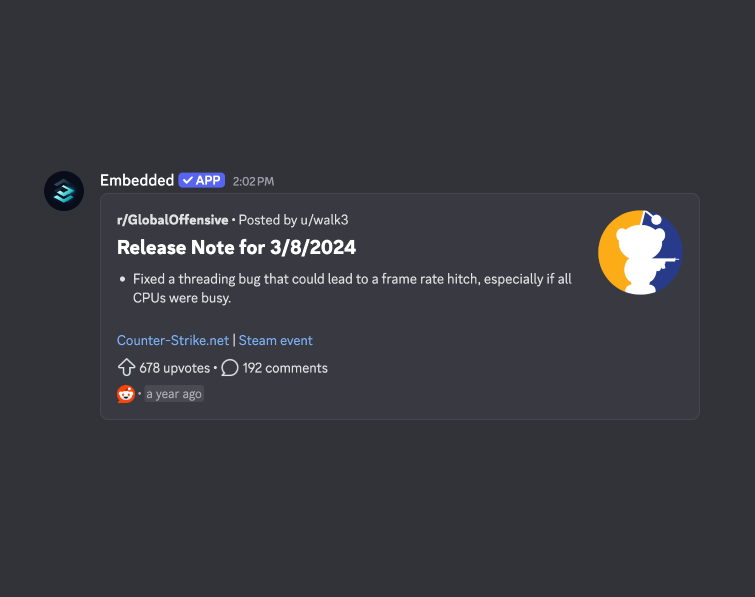 Embedded APP 2:02 PM
r/GlobalOffensive • Posted by u/walk3
Release Note for 3/8/2024
• Fixed a threading bug that could lead to a frame rate hitch, especially if all
CPUs were busy.
Counter-Strike.net | Steam event
678 upvotes • 192 comments
• a year ago